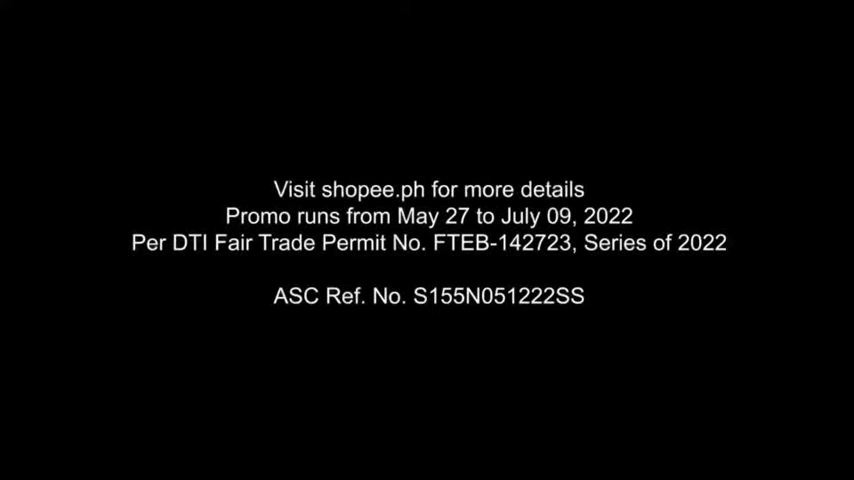 Visit shopee.ph for more details
Promo runs from May 27 to July 09, 2022
Per DTI Fair Trade Permit No. FTEB-142723, Series of 2022
ASC Ref. No. S155N051222SS